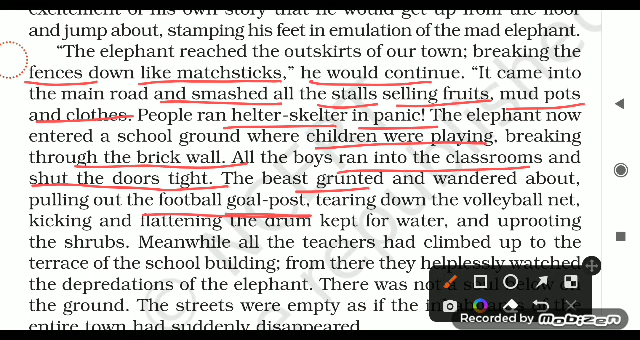 excitement of his own story that he would get up from the floor
and jump about, stamping his feet in emulation of the mad elephant.
“The elephant reached the outskirts of our town; breaking the
fences down like matchsticks,” he would continue. “It came into
the main road and smashed all the stalls selling fruits, mud pots
and clothes. People ran helter-skelter in panic! The elephant now
entered a school ground where children were playing, breaking
through the brick wall. All the boys ran into the classrooms and
shut the doors tight. The beast grunted and wandered about,
pulling out the football goal-post, tearing down the volleyball net,
kicking and flattening the drum kept for water, and uprooting
the shrubs. Meanwhile all the teachers had climbed up to the
terrace of the school building; from there they helplessly watched
the depredations of the elephant. There was not a
the ground. The streets were empty as if the
entire town had suddenly disappeared.
Recorded by mobizen